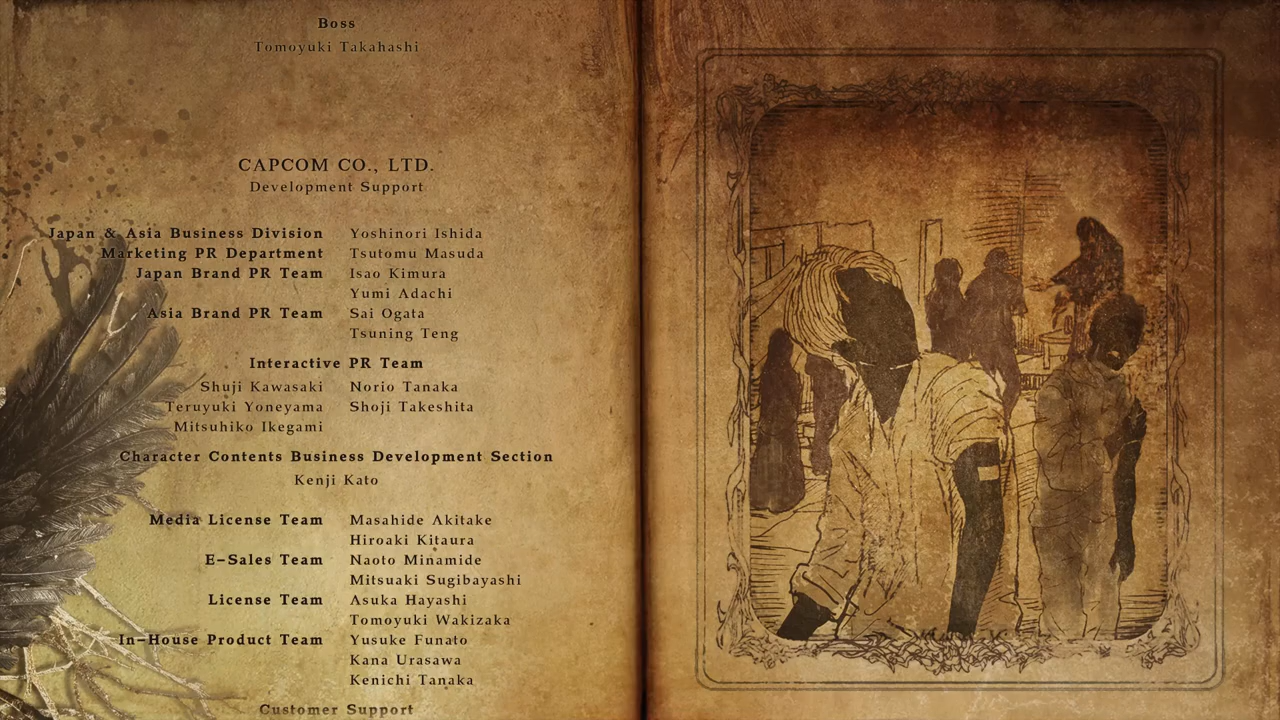 Boss
Tomoyuki Takahashi
CAPCOM CO., LTD.
Development Support
Japan & Asia Business Division Yoshinori Ishida
Marketing PR Department Tsutomu Masuda
Japan Brand PR Team Isao Kimura
Yumi Adachi
Asia Brand PR Team Sai Ogata
Tsuning Teng
Interactive PR Team
Shuji Kawasaki Norio Tanaka
Teruyuki Yoneyama Shoji Takeshita
Mitsuhiko Ikegami
Character Contents Business Development Section
Kenji Kato
Media License Team Masahide Akitake
Hiroaki Kitaura
E-Sales Team Naoto Minamide
Mitsuaki Sugibayashi
License Team Asuka Hayashi
Tomoyuki Wakizaka
In-House Product Team Yusuke Funato
Kana Urasawa
Kenichi Tanaka
Customer Support